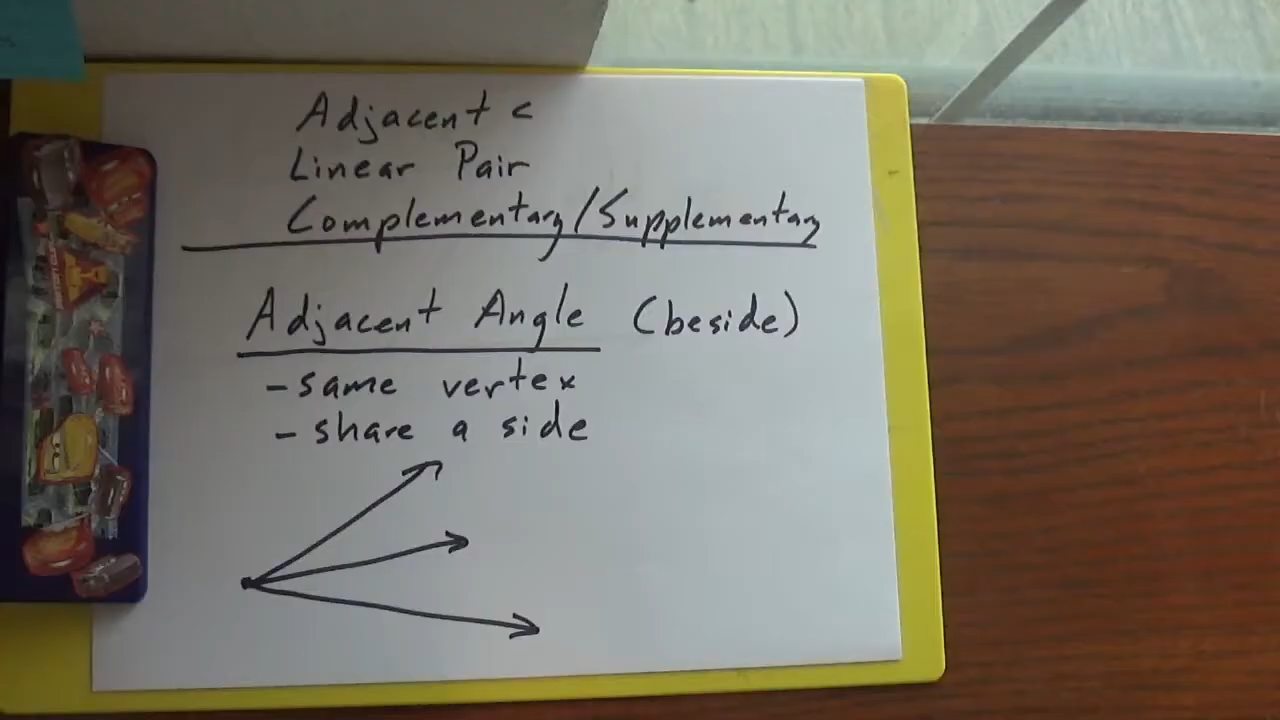 Adjacent <
Linear Pair
Complementary/Supplementary
Adjacent Angle (beside)
- same vertex
- share a side